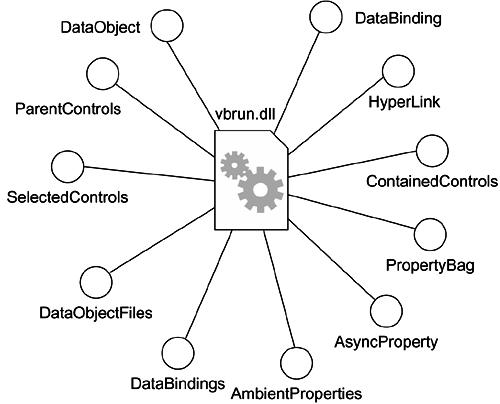 DataObject
DataBinding
ParentControls
HyperLink
vbrun.dll
SelectedControls
ContainedControls
PropertyBag
DataObjectFiles
AsyncProperty
DataBindings
AmbientProperties